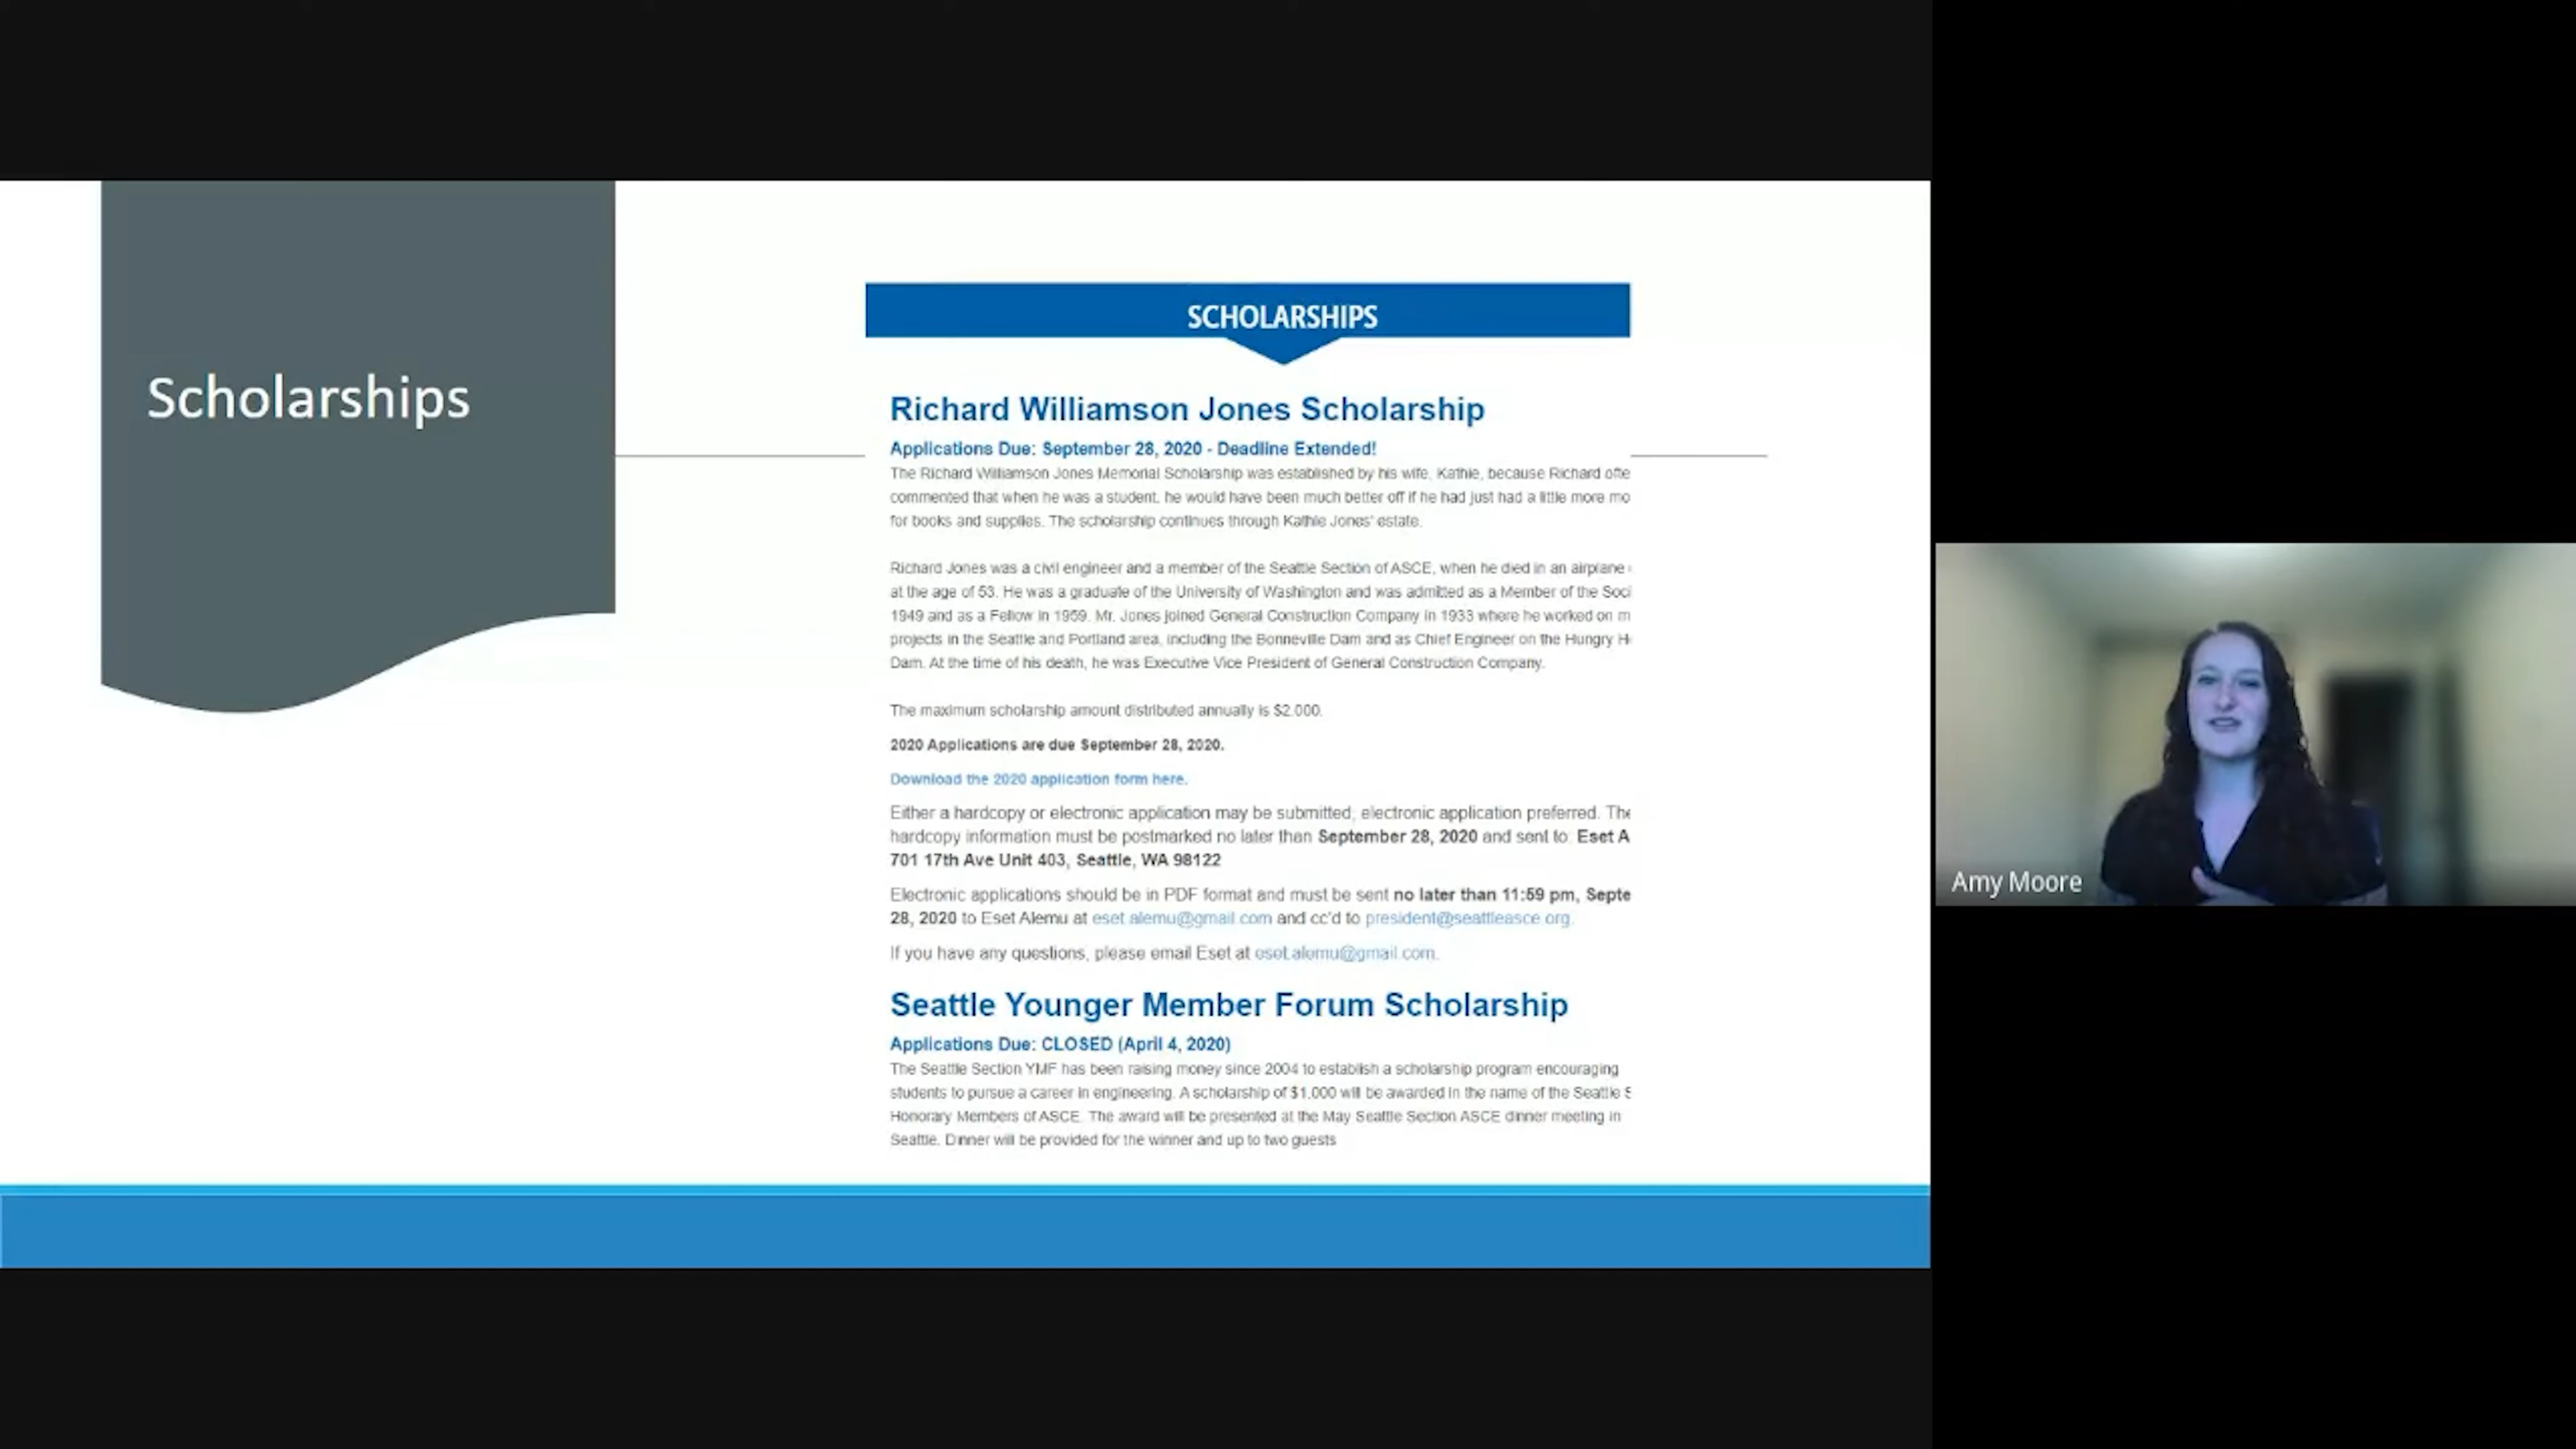 Scholarships
SCHOLARSHIPS
Richard Williamson Jones Scholarship
Applications Due: September 28, 2020 - Deadline Extended!
The Richard Williamson Jones Memorial Scholarship was established by his wife, Kathie, because Richard ofte
commented that when he was a student, he would have been much better off if he had just had a little more mo
for books and supplies. The scholarship continues through Kathie Jones' estate.
Richard Jones was a civil engineer and a member of the Seattle Section of ASCE, when he died in an airplane
at the age of 53. He was a graduate of the University of Washington and was admitted as a Member of the Soci
1949 and as a Fellow in 1959. Mr. Jones joined General Construction Company in 1933 where he worked on m
projects in the Seattle and Portland area, including the Bonneville Dam and as Chief Engineer on the Hungry H
Dam. At the time of his death, he was Executive Vice President of General Construction Company.
The maximum scholarship amount distributed annually is $2,000.
2020 Applications are due September 28, 2020.
Download the 2020 application form here.
Either a hardcopy or electronic application may be submitted; electronic application preferred. The
hardcopy information must be postmarked no later than September 28, 2020 and sent to: Eset A
701 17th Ave Unit 403, Seattle, WA 98122
Electronic applications should be in PDF format and must be sent no later than 11:59 pm, Septe
28, 2020 to Eset Alemu at eset.alemu@gmail.com and cc'd to president@seattleasce.org.
If you have any questions, please email Eset at eset.alemu@gmail.com.
Seattle Younger Member Forum Scholarship
Applications Due: CLOSED (April 4, 2020)
The Seattle Section YMF has been raising money since 2004 to establish a scholarship program encouraging
students to pursue a career in engineering. A scholarship of $1,000 will be awarded in the name of the Seattle S
Honorary Members of ASCE. The award will be presented at the May Seattle Section ASCE dinner meeting in
Seattle. Dinner will be provided for the winner and up to two guests
Amy Moore